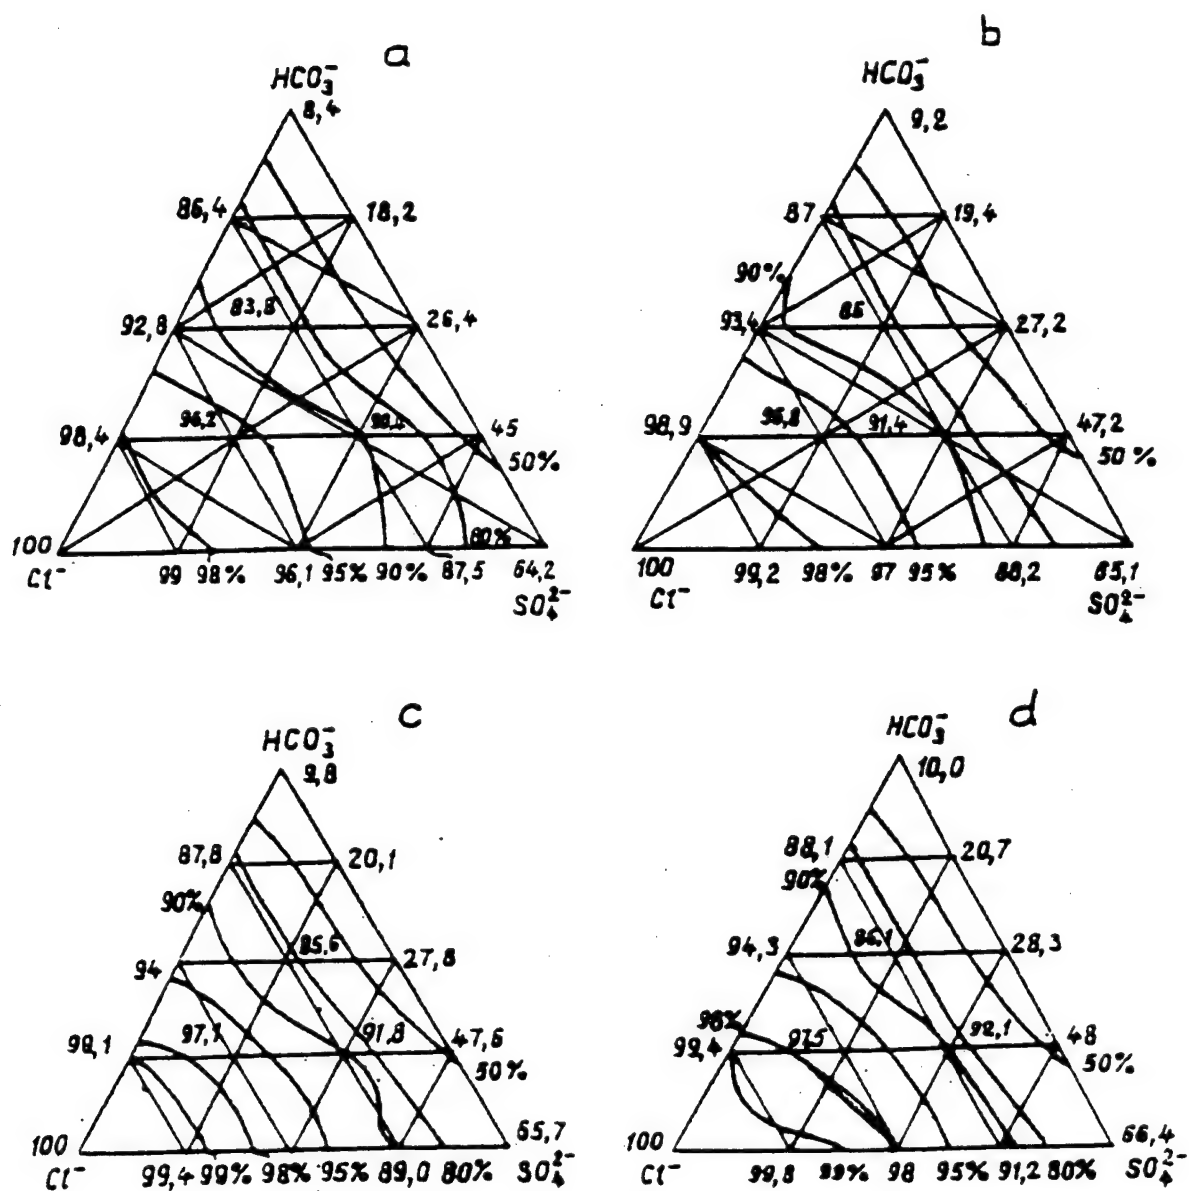 a
HCO₃⁻
8,4
86,4
18,2
83,8
92,8
26,4
96,2
98,4
45
50%
80%
100
Cl⁻
99 98% 96,1 95% 90% 87,5 64,2
SO₄²⁻
b
HCO₃⁻
9,2
87
19,4
90%
86
93,4
27,2
91,4
98,9
47,2
50%
100
Cl⁻
99,2 98% 97 95% 88,2 65,1
SO₄²⁻
c
HCO₃⁻
9,8
87,8
20,1
90%
85,6
94
27,8
97,1
91,8
99,1
47,6
50%
100
Cl⁻
99,4 99% 98% 95% 89,0 80%
65,7
SO₄²⁻
d
HCO₃⁻
10,0
88,1
20,7
90%
86,1
94,3
28,3
97,5
92,1
99,4
48
50%
100
Cl⁻
99,8 99% 98 95% 91,2 80%
66,4
SO₄²⁻